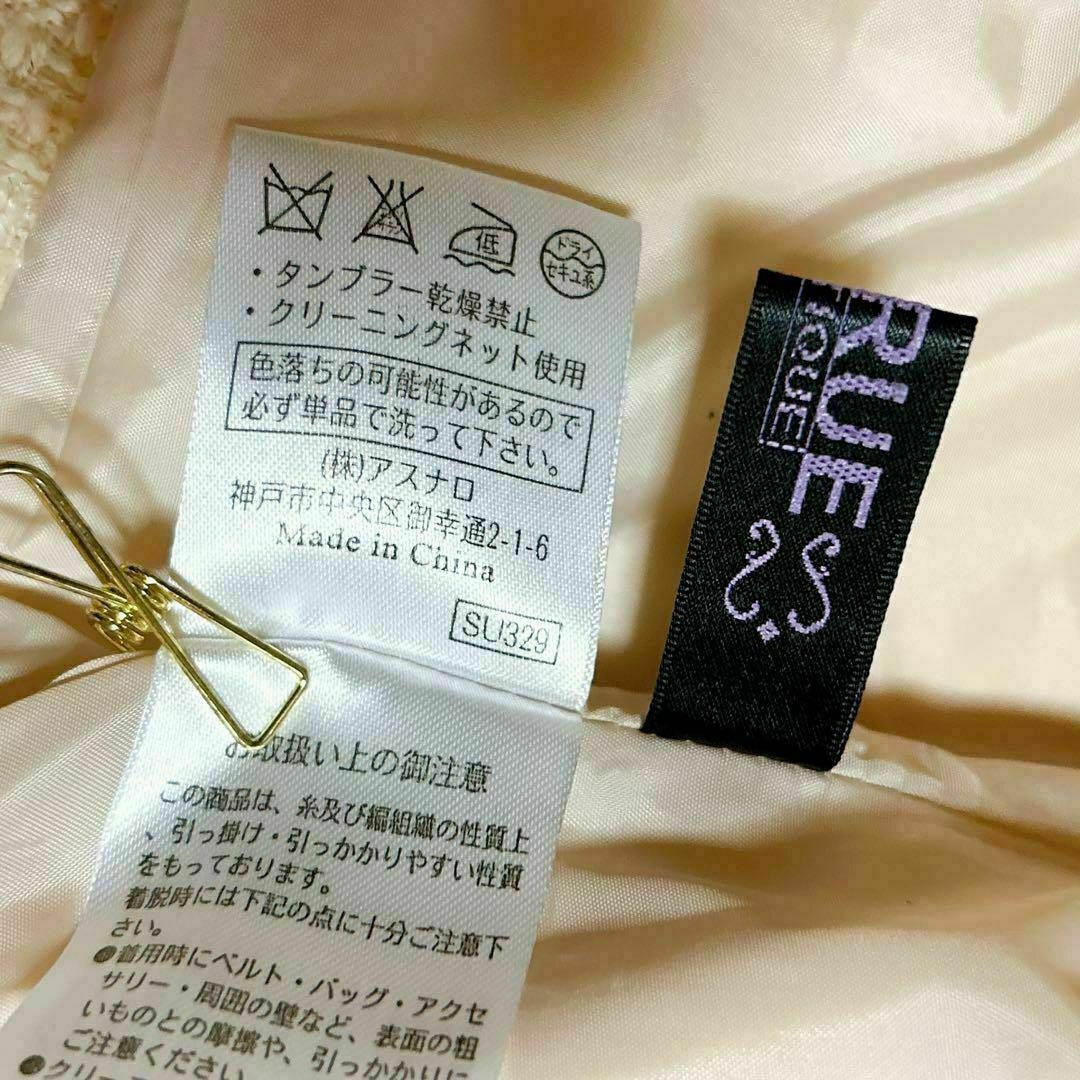 低
ドライ
セキユ系
・タンブラー乾燥禁止
・クリーニングネット使用
色落ちの可能性があるので
必ず単品で洗って下さい。
(株)アスナロ
神戸市中央区御幸通2-1-6
Made in China
SU329
お取扱い上の御注意
この商品は、糸及び編組織の性質上
、引っ掛け・引っかかりやすい性質
をもっております。
着脱時には下記の点に十分ご注意下
さい。
●着用時にベルト・バッグ・アクセ
サリー・周囲の壁など、表面の粗
いものとの摩擦や、引っかかりに
ご注意ください。
●クリー
RUE
IQUE